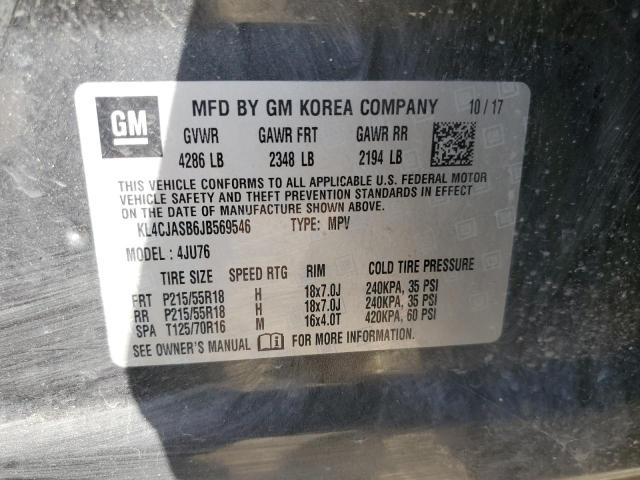 GM MFD BY GM KOREA COMPANY 10/17
GVWR GAWR FRT GAWR RR
4286 LB 2348 LB 2194 LB
THIS VEHICLE CONFORMS TO ALL APPLICABLE U.S. FEDERAL MOTOR
VEHICLE SAFETY AND THEFT PREVENTION STANDARDS IN EFFECT
ON THE DATE OF MANUFACTURE SHOWN ABOVE.
KL4CJASB6JB569546 TYPE: MPV
MODEL : 4JU76
TIRE SIZE SPEED RTG RIM COLD TIRE PRESSURE
FRT P215/55R18 H 18x7.0J 240KPA, 35 PSI
RR P215/55R18 H 18x7.0J 240KPA, 35 PSI
SPA T125/70R16 M 16x4.0T 420KPA, 60 PSI
SEE OWNER'S MANUAL FOR MORE INFORMATION.